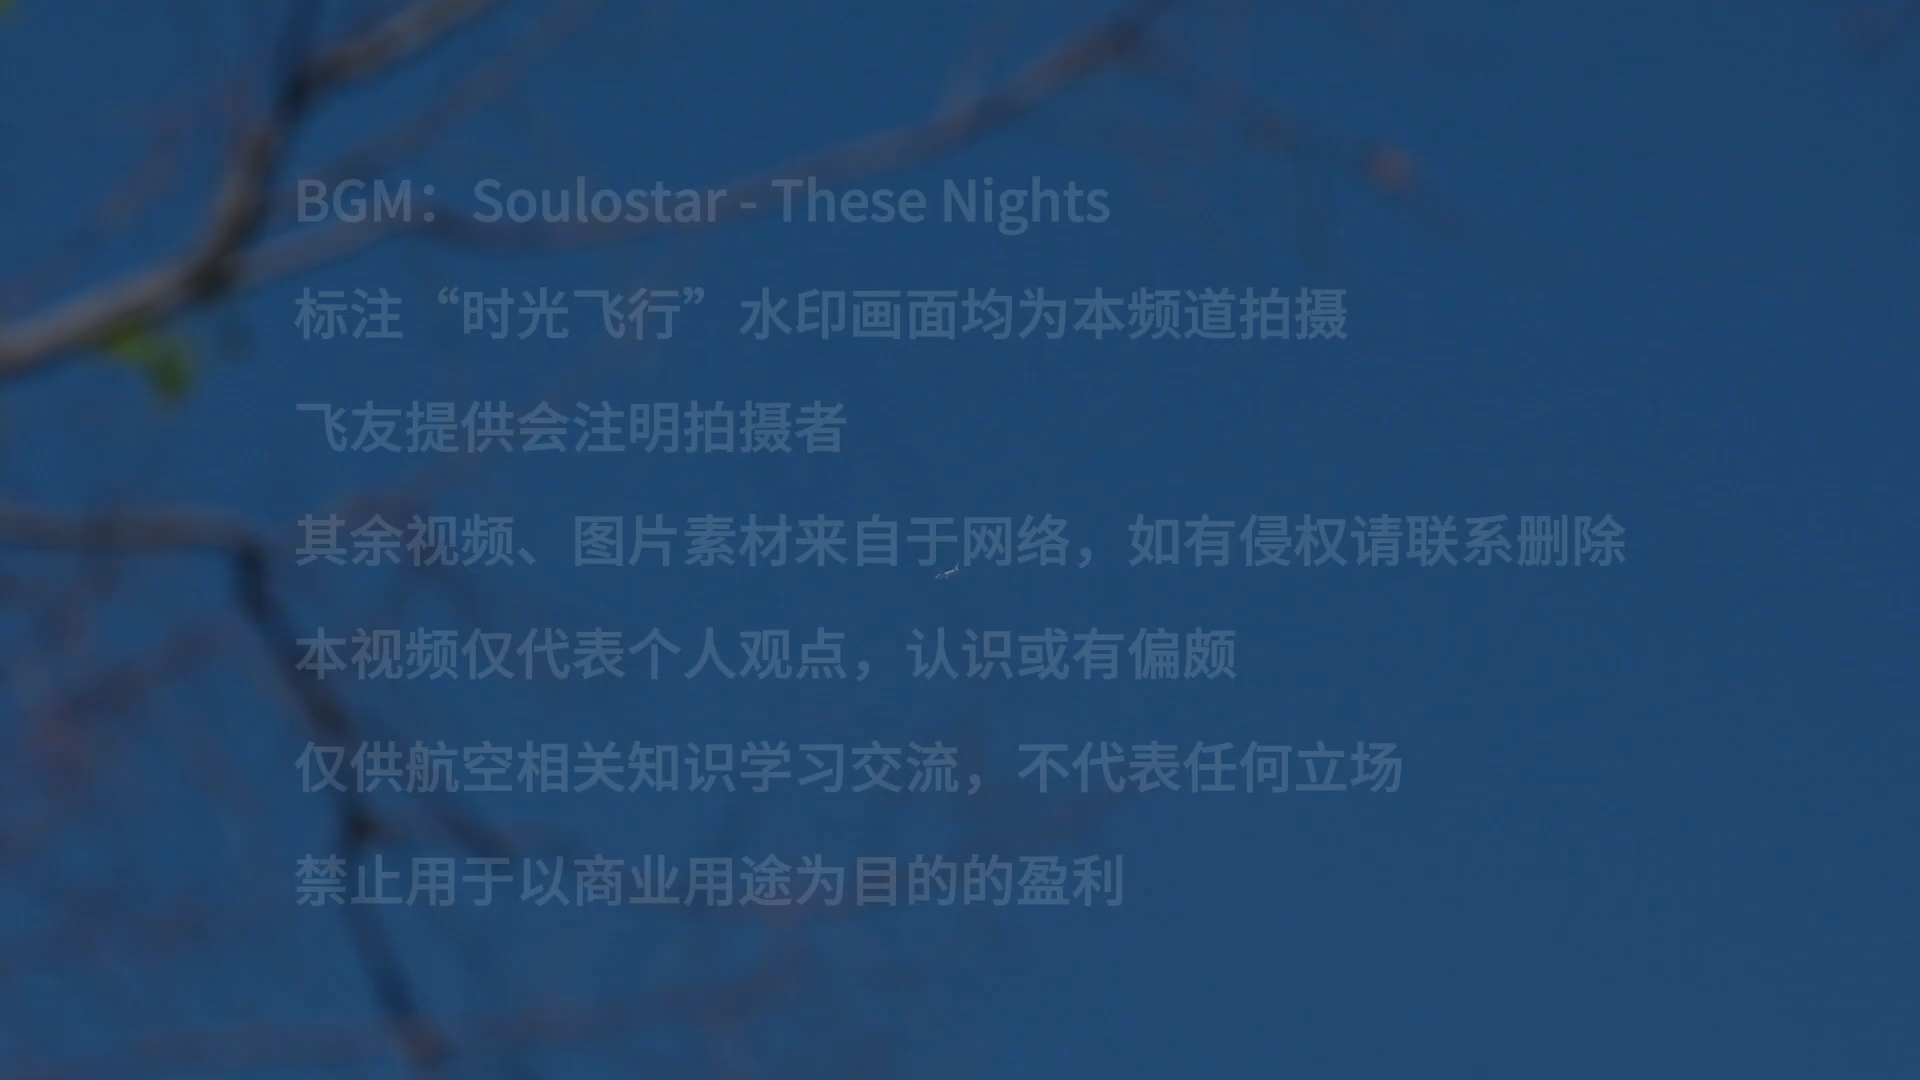 BGM：Soulostar - These Nights
标注“时光飞行”水印画面均为本频道拍摄
飞友提供会注明拍摄者
其余视频、图片素材来自于网络，如有侵权请联系删除
本视频仅代表个人观点，认识或有偏颇
仅供航空相关知识学习交流，不代表任何立场
禁止用于以商业用途为目的的盈利